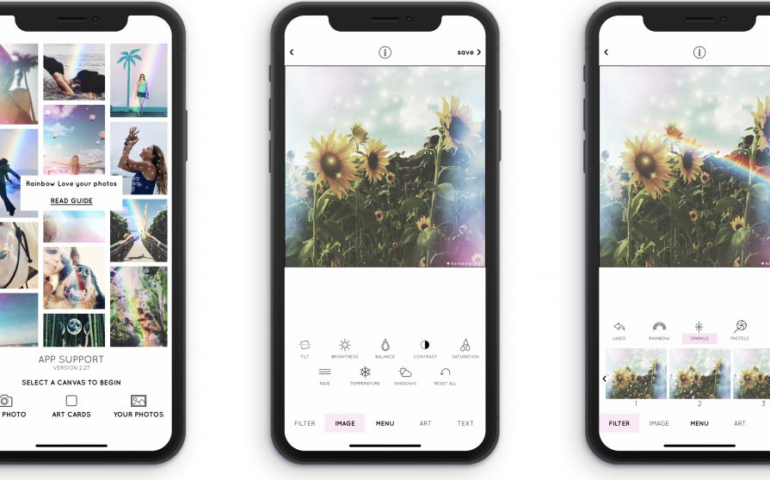 Rainbow Love your photos
READ GUIDE
APP SUPPORT
VERSION 2.27
SELECT A CANVAS TO BEGIN
PHOTO ART CARDS YOUR PHOTOS
save
TILT BRIGHTNESS BALANCE CONTRAST SATURATION
FADE TEMPERATURE SHADOWS RESET ALL
FILTER IMAGE MENU ART TEXT
UNDO RAINBOW SPARKLE PASTELS
1 2 3
FILTER IMAGE MENU ART